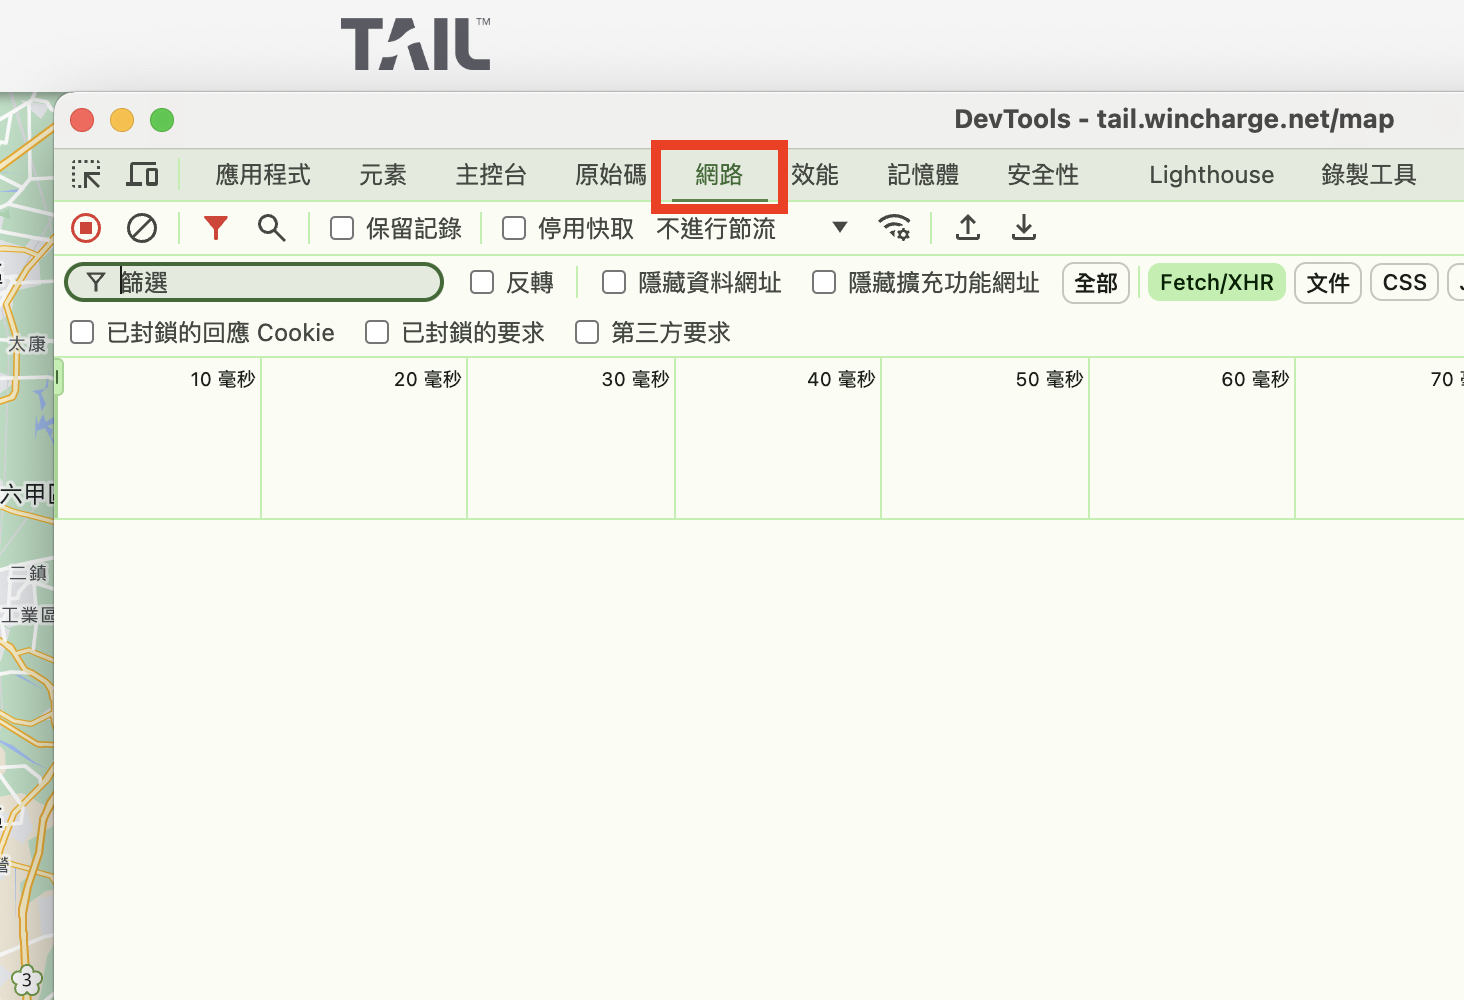 TAIL™
DevTools - tail.wincharge.net/map
應用程式 元素 主控台 原始碼 網路 效能 記憶體 安全性 Lighthouse 錄製工具
保留記錄 停用快取 不進行節流
篩選 反轉 隱藏資料網址 隱藏擴充功能網址 全部 Fetch/XHR 文件 CSS
已封鎖的回應 Cookie 已封鎖的要求 第三方要求
太康
10 毫秒 20 毫秒 30 毫秒 40 毫秒 50 毫秒 60 毫秒 70
六甲
二鎮
工業區
3